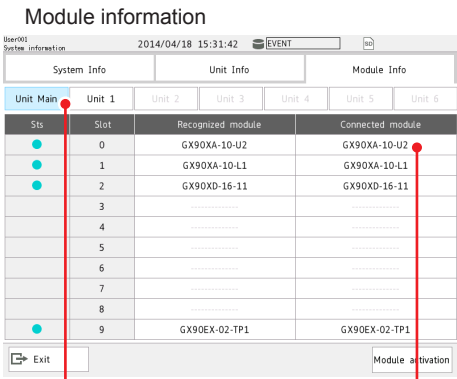 Module information
User001
System information
2014/04/18 15:31:42
EVENT
SD
System Info Unit Info Module Info
Unit Main Unit 1 Unit 2 Unit 3 Unit 4 Unit 5 Unit 6
Sts Slot Recognized module Connected module
0 GX90XA-10-U2 GX90XA-10-U2
1 GX90XA-10-L1 GX90XA-10-L1
2 GX90XD-16-11 GX90XD-16-11
3 -------------- --------------
4 -------------- --------------
5 -------------- --------------
6 -------------- --------------
7 -------------- --------------
8 -------------- --------------
9 GX90EX-02-TP1 GX90EX-02-TP1
Exit Module activation